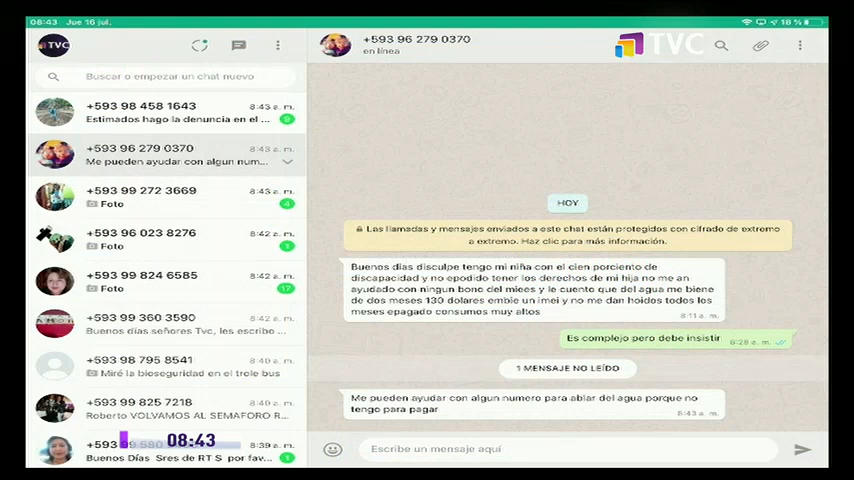 08:43 Jue 16 jul.
18 %
TVC
Buscar o empezar un chat nuevo
+593 98 458 1643 8:43 a. m.
Estimados hago la denuncia en el ... 9
+593 96 279 0370 8:43 a. m.
Me pueden ayudar con algun num...
+593 99 272 3669 8:43 a. m.
Foto 4
+593 96 023 8276 8:42 a. m.
Foto 1
+593 99 824 6585 8:42 a. m.
Foto 17
+593 99 360 3590 8:42 a. m.
Buenos días señores Tvc, les escribo ...
+593 98 795 8541 8:40 a. m.
Miré la bioseguridad en el trole bus
+593 99 825 7218 8:40 a. m.
Roberto VOLVAMOS AL SEMAFORO R...
+593 99 580 8:39 a. m.
08:43
Buenos Días Sres de RT S por fav... 1
+593 96 279 0370
en línea
TVC
HOY
Las llamadas y mensajes enviados a este chat están protegidos con cifrado de extremo
a extremo. Haz clic para más información.
Buenos días disculpe tengo mi niña con el cien porciento de
discapacidad y no epodido tener los derechos de mi hija no me an
ayudado con ningun bono del miees y le cuento que del agua me biene
de dos meses 130 dolares embie un imei y no me dan hoidos todos los
meses epagado consumos muy altos
8:11 a. m.
Es complejo pero debe insistir 8:28 a. m.
1 MENSAJE NO LEÍDO
Me pueden ayudar con algun numero para ablar del agua porque no
tengo para pagar
8:43 a. m.
Escribe un mensaje aquí